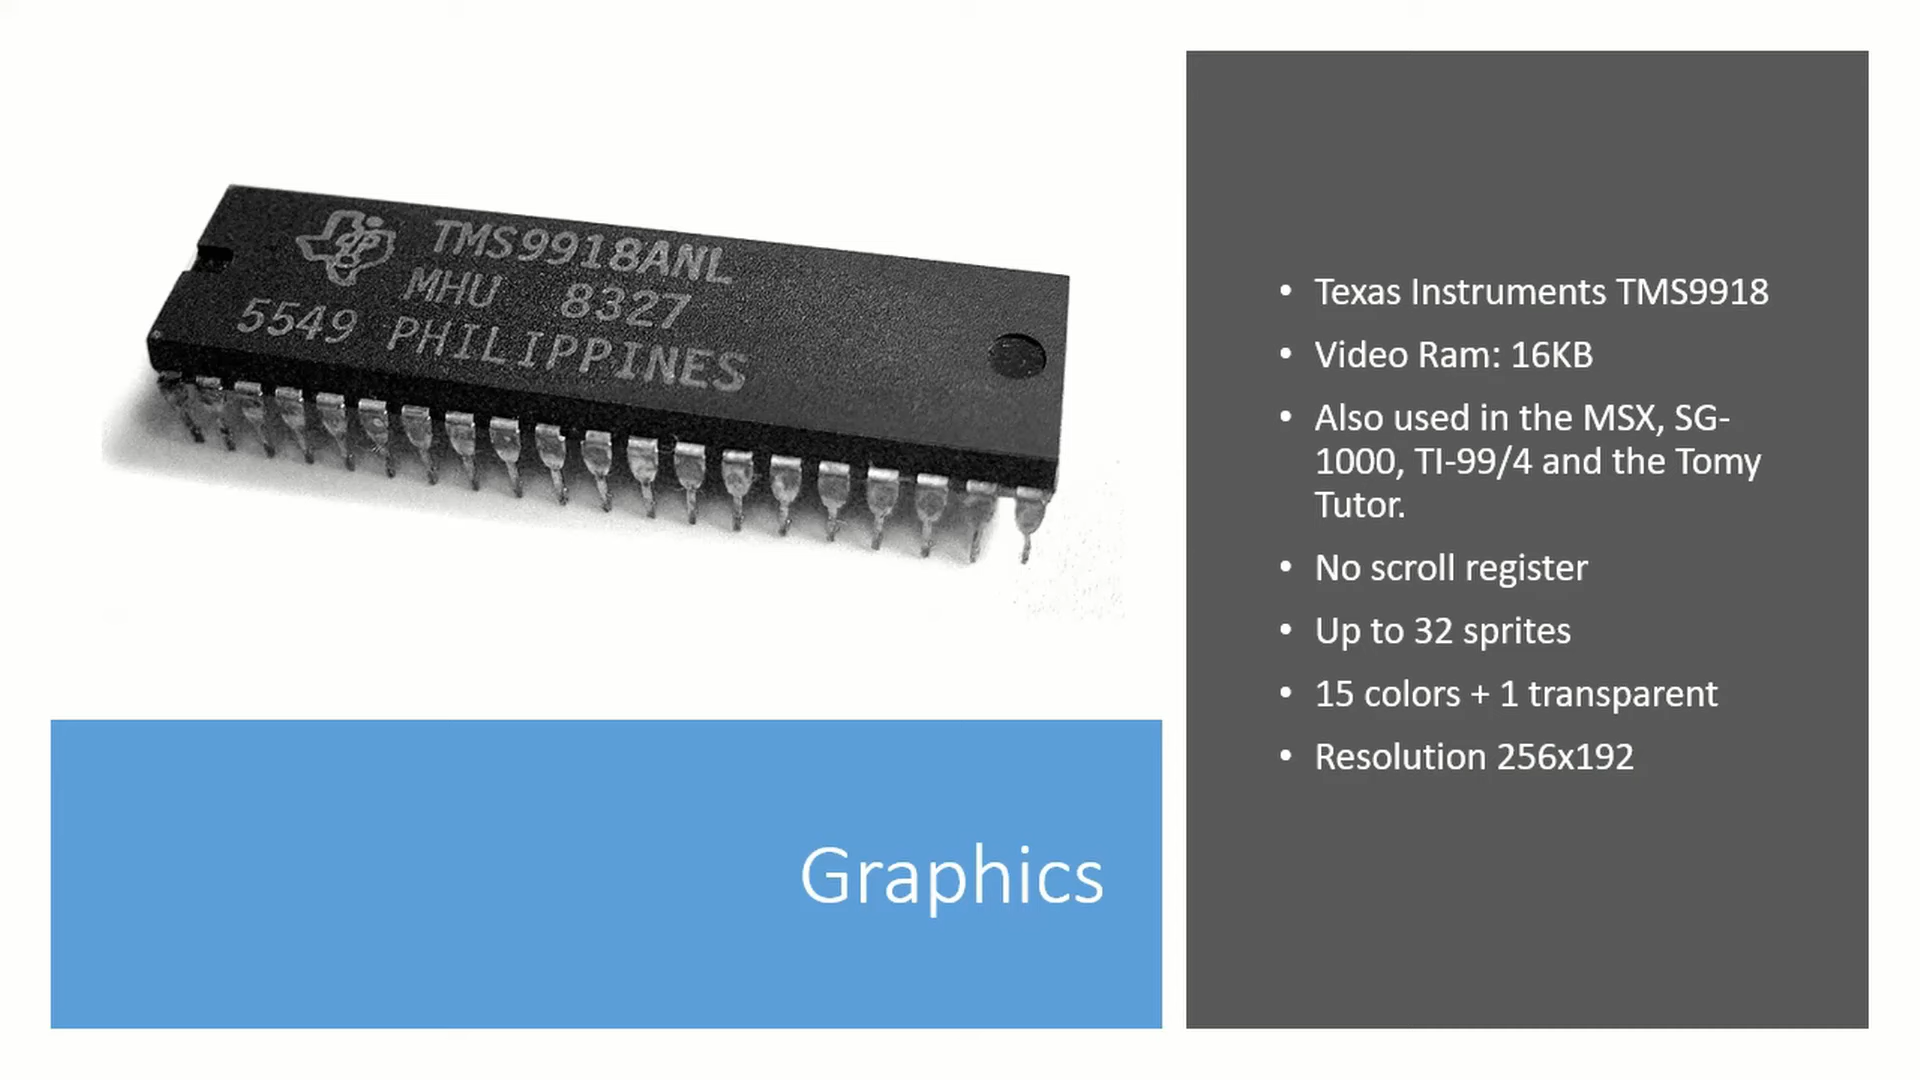 TMS9918ANL
MHU 8327
5549 PHILIPPINES
Graphics
• Texas Instruments TMS9918
• Video Ram: 16KB
• Also used in the MSX, SG-
1000, TI-99/4 and the Tomy
Tutor.
• No scroll register
• Up to 32 sprites
• 15 colors + 1 transparent
• Resolution 256x192